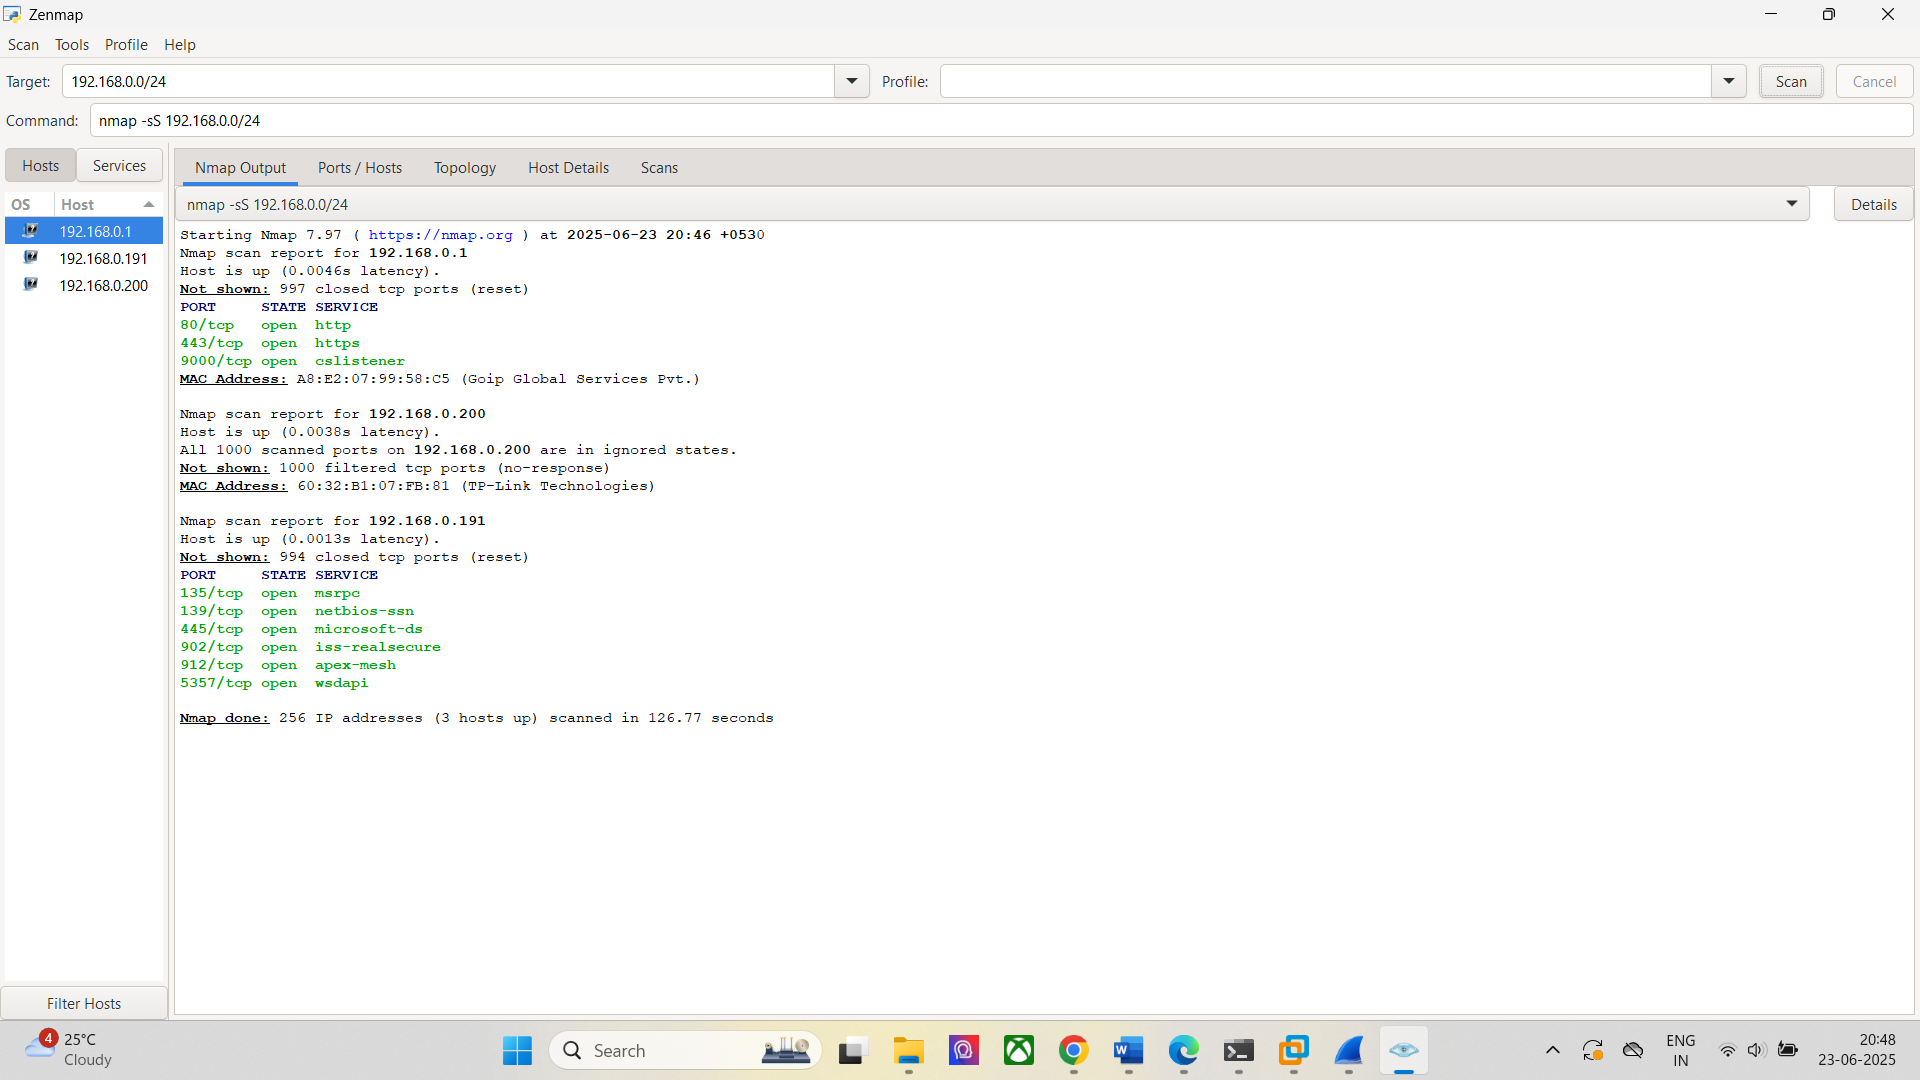 Zenmap
Scan Tools Profile Help
Target: 192.168.0.0/24 Profile: Scan Cancel
Command: nmap -sS 192.168.0.0/24
Hosts Services
Nmap Output Ports / Hosts Topology Host Details Scans
OS Host
nmap -sS 192.168.0.0/24 Details
192.168.0.1
192.168.0.191
192.168.0.200
Starting Nmap 7.97 ( https://nmap.org ) at 2025-06-23 20:46 +0530
Nmap scan report for 192.168.0.1
Host is up (0.0046s latency).
Not shown: 997 closed tcp ports (reset)
PORT     STATE SERVICE
80/tcp   open  http
443/tcp  open  https
9000/tcp open  cslistener
MAC Address: A8:E2:07:99:58:C5 (Goip Global Services Pvt.)
Nmap scan report for 192.168.0.200
Host is up (0.0038s latency).
All 1000 scanned ports on 192.168.0.200 are in ignored states.
Not shown: 1000 filtered tcp ports (no-response)
MAC Address: 60:32:B1:07:FB:81 (TP-Link Technologies)
Nmap scan report for 192.168.0.191
Host is up (0.0013s latency).
Not shown: 994 closed tcp ports (reset)
PORT     STATE SERVICE
135/tcp  open  msrpc
139/tcp  open  netbios-ssn
445/tcp  open  microsoft-ds
902/tcp  open  iss-realsecure
912/tcp  open  apex-mesh
5357/tcp open  wsdapi
Nmap done: 256 IP addresses (3 hosts up) scanned in 126.77 seconds
Filter Hosts
4
25°C
Cloudy
Search
W
ENG
IN
20:48
23-06-2025